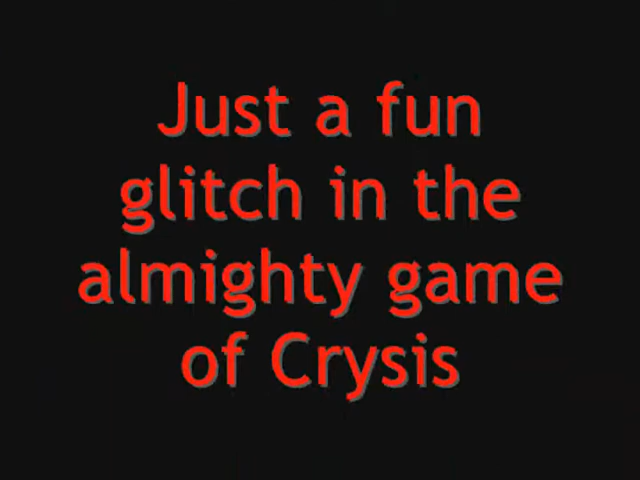 Just a fun
glitch in the
almighty game
of Crysis